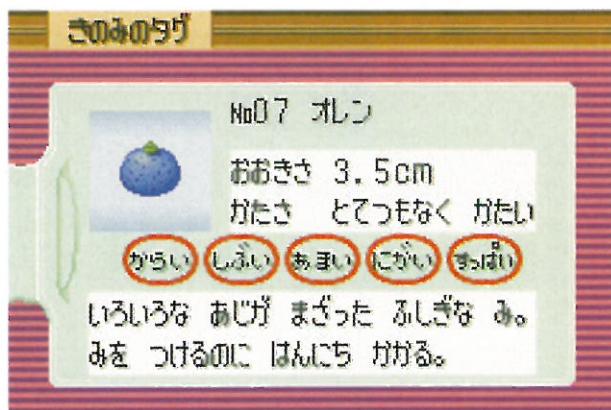 きのみのタグ
№07 オレン
おおきさ 3.5cm
かたさ とてつもなく かたい
からい しぶい あまい にがい すっぱい
いろいろな あじが まざった ふしぎな み。
みを つけるのに はんにち かかる。